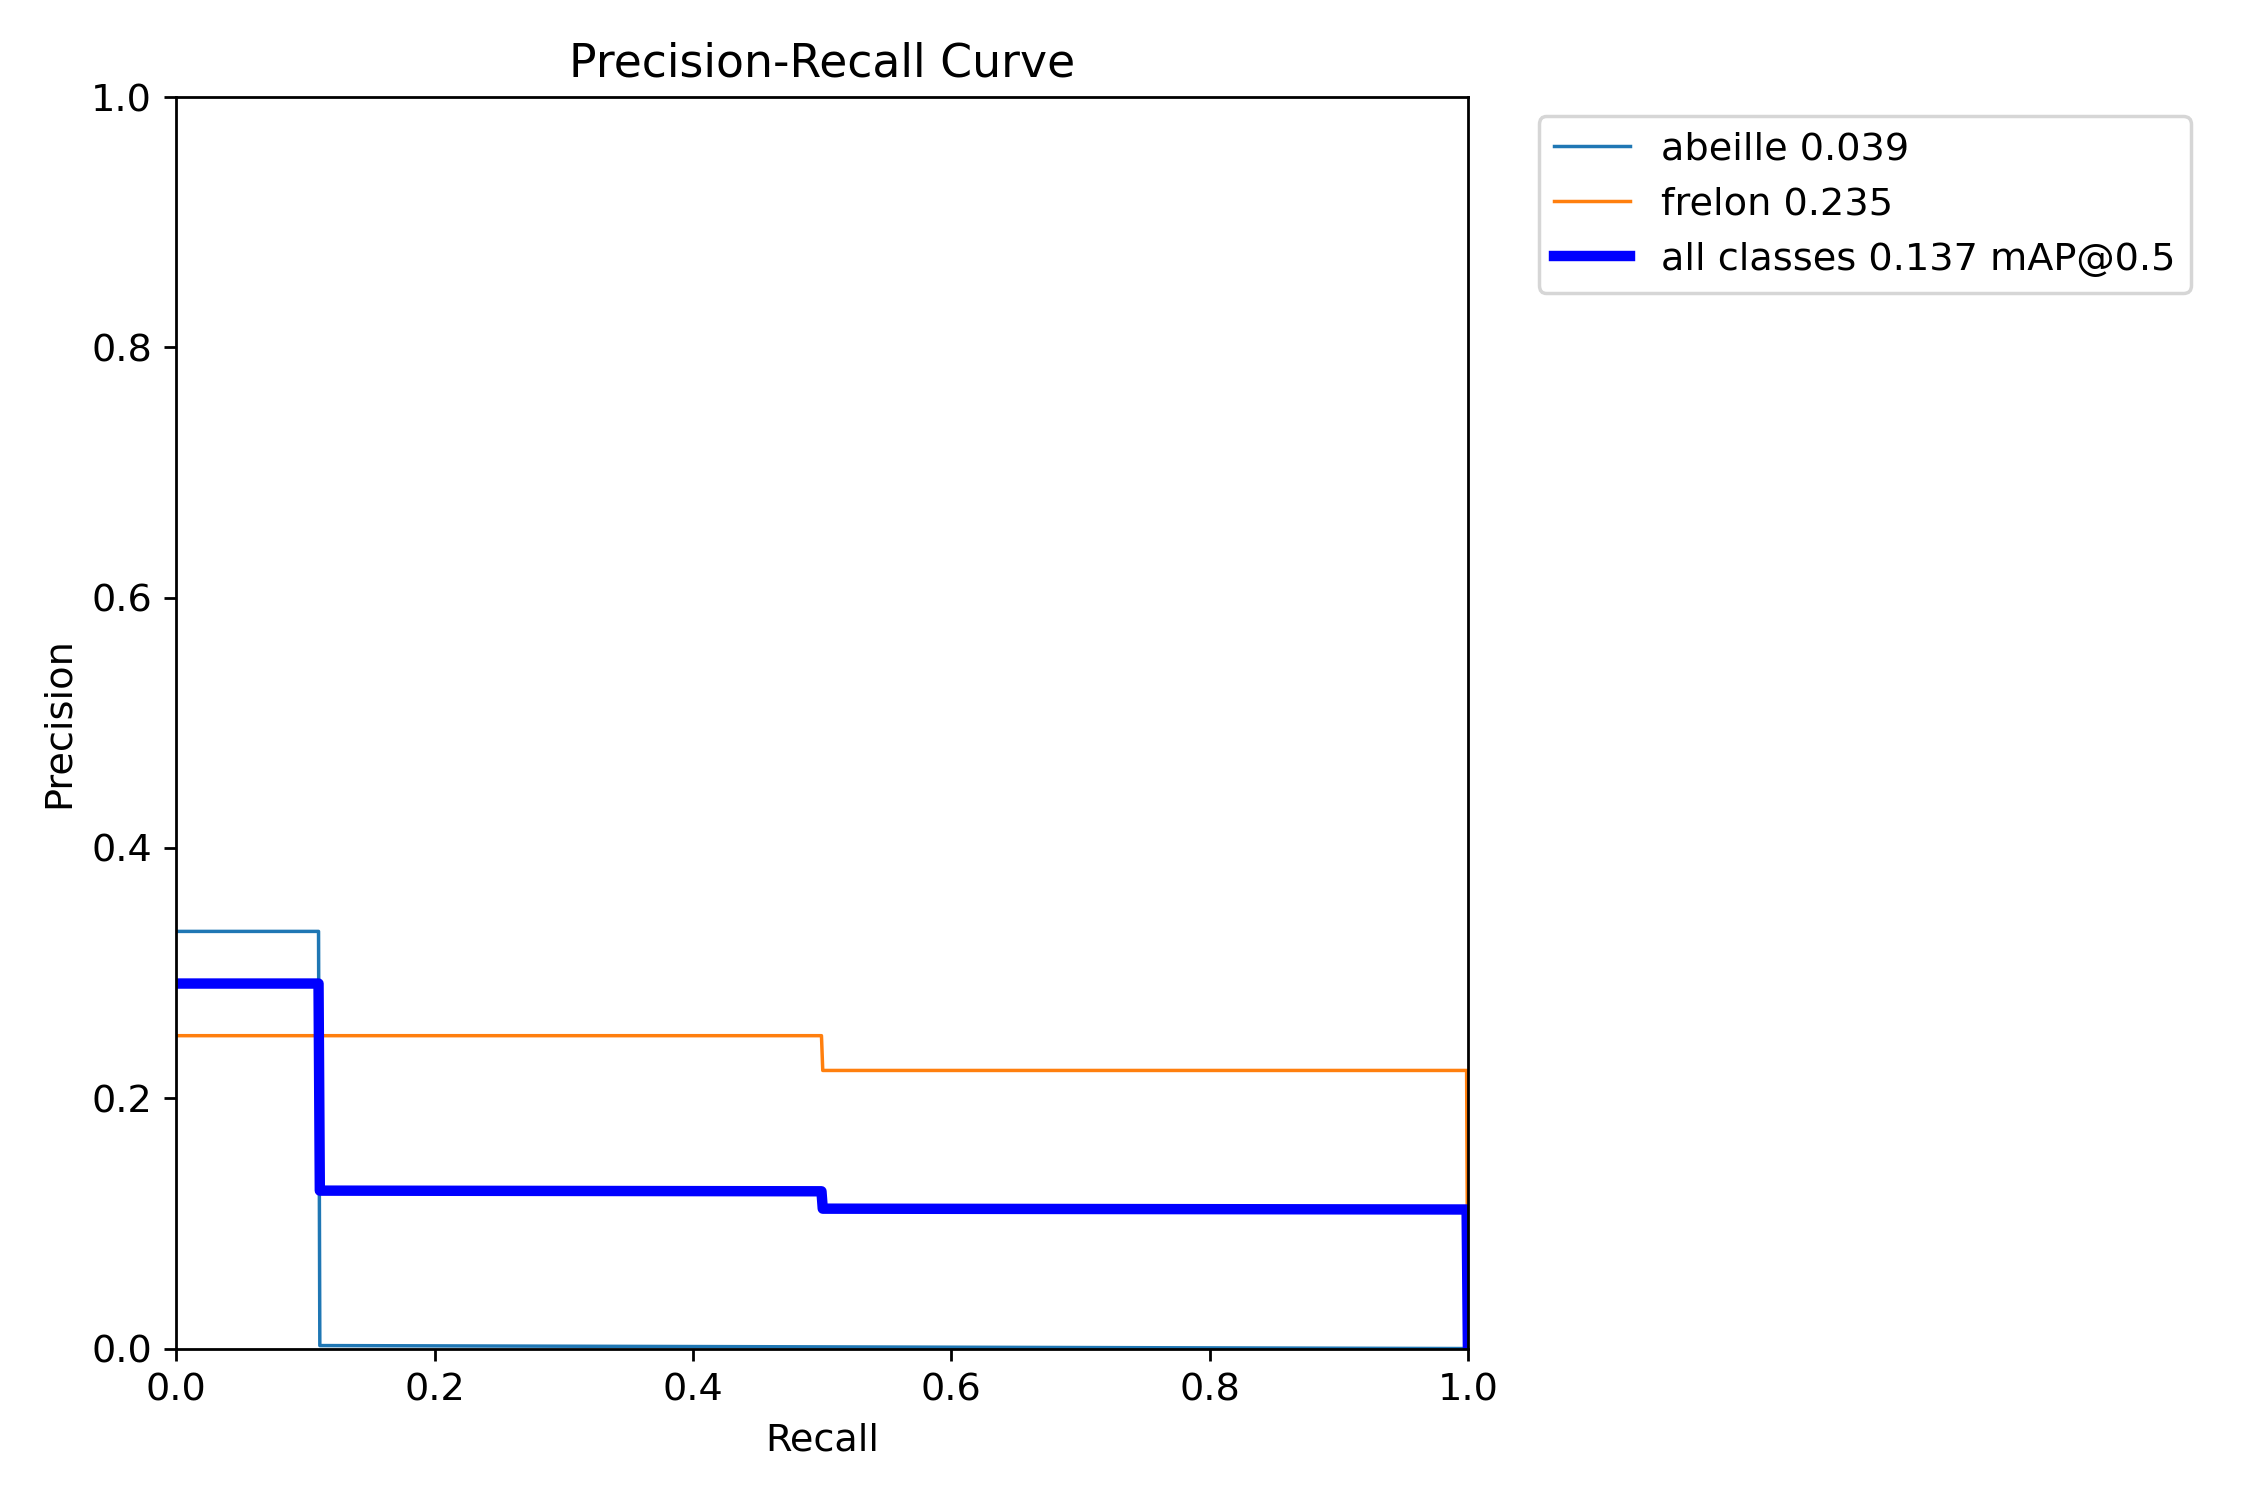 Precision-Recall Curve
1.0
0.8
0.6
0.4
0.2
0.0
Precision
0.0 0.2 0.4 0.6 0.8 1.0
Recall
abeille 0.039
frelon 0.235
all classes 0.137 mAP@0.5